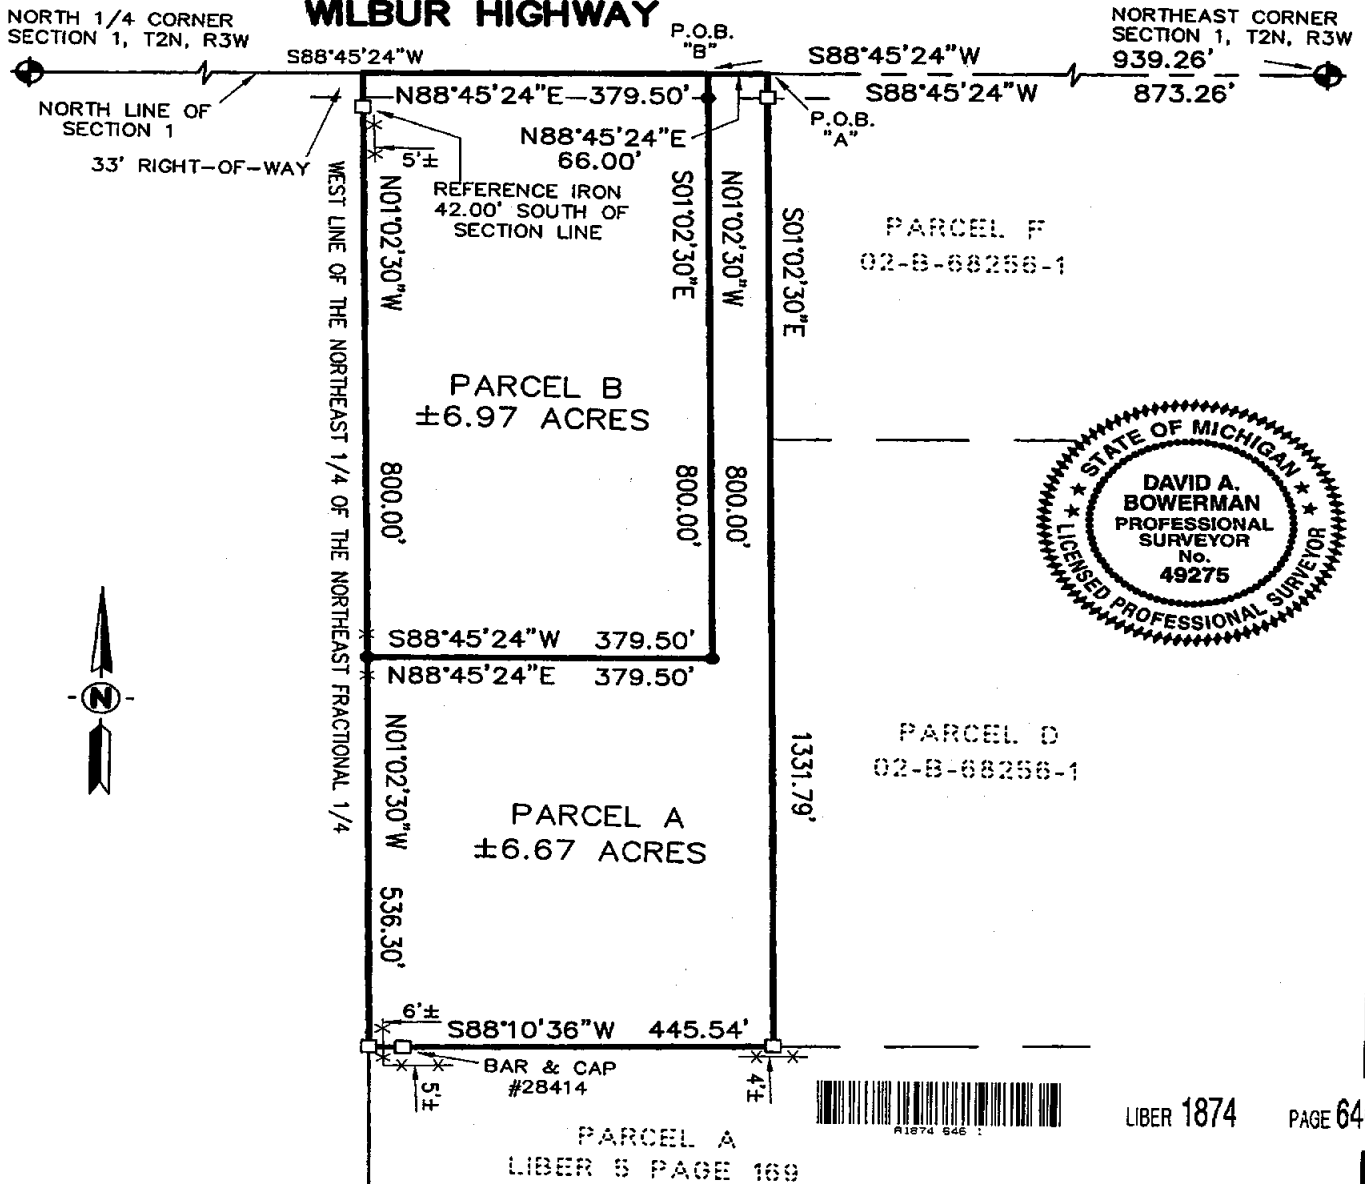 WILBUR HIGHWAY
NORTH 1/4 CORNER
SECTION 1, T2N, R3W
P.O.B.
"B"
NORTHEAST CORNER
SECTION 1, T2N, R3W
S88°45'24"W
S88°45'24"W
939.26'
N88°45'24"E 379.50'
S88°45'24"W
873.26'
NORTH LINE OF
SECTION 1
P.O.B.
"A"
N88°45'24"E
66.00'
33' RIGHT-OF-WAY
5'±
REFERENCE IRON
42.00' SOUTH OF
SECTION LINE
WEST LINE OF THE NORTHEAST 1/4 OF THE NORTHEAST FRACTIONAL 1/4
N01°02'30"W
S01°02'30"E
N01°02'30"W
S01°02'30"E
PARCEL F
02-B-68256-1
PARCEL B
±6.97 ACRES
800.00'
800.00'
800.00'
STATE OF MICHIGAN
DAVID A.
BOWERMAN
PROFESSIONAL
SURVEYOR
No.
49275
LICENSED PROFESSIONAL SURVEYOR
S88°45'24"W 379.50'
N88°45'24"E 379.50'
N
N01°02'30"W
1331.79'
PARCEL D
02-B-68256-1
PARCEL A
±6.67 ACRES
536.30'
6'±
S88°10'36"W 445.54'
BAR & CAP
#28414
5'±
4'±
A1874 646 1
LIBER 1874 PAGE 64
PARCEL A
LIBER 5 PAGE 169